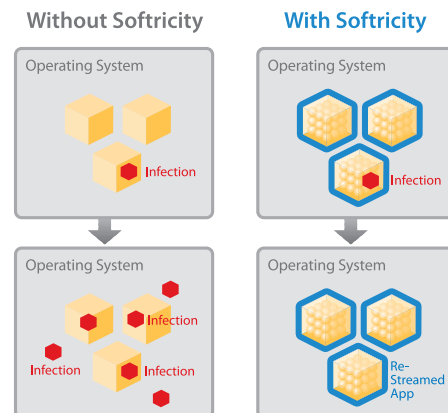 Without Softricity
With Softricity
Operating System
Infection
Operating System
Infection
Operating System
Infection
Infection
Infection
Operating System
Re-
Streamed
App